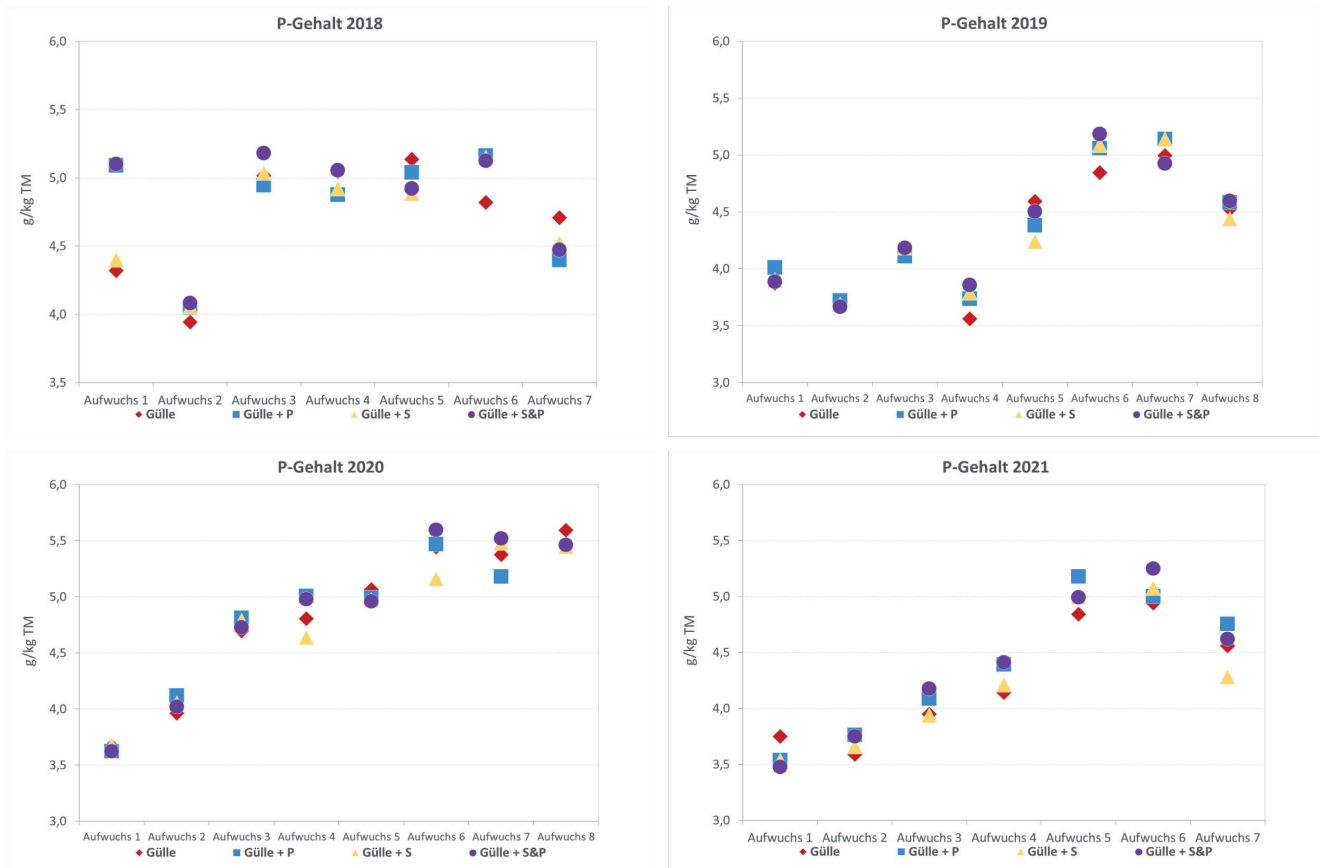 P-Gehalt 2018
6,0
5,5
5,0
4,5
4,0
3,5
g/kg TM
Aufwuchs 1 Aufwuchs 2 Aufwuchs 3 Aufwuchs 4 Aufwuchs 5 Aufwuchs 6 Aufwuchs 7
Gülle Gülle + P Gülle + S Gülle + S&P
P-Gehalt 2019
6,0
5,5
5,0
4,5
4,0
3,5
3,0
g/kg TM
Aufwuchs 1 Aufwuchs 2 Aufwuchs 3 Aufwuchs 4 Aufwuchs 5 Aufwuchs 6 Aufwuchs 7 Aufwuchs 8
Gülle Gülle + P Gülle + S Gülle + S&P
P-Gehalt 2020
6,0
5,5
5,0
4,5
4,0
3,5
3,0
g/kg TM
Aufwuchs 1 Aufwuchs 2 Aufwuchs 3 Aufwuchs 4 Aufwuchs 5 Aufwuchs 6 Aufwuchs 7 Aufwuchs 8
Gülle Gülle + P Gülle + S Gülle + S&P
P-Gehalt 2021
6,0
5,5
5,0
4,5
4,0
3,5
3,0
g/kg TM
Aufwuchs 1 Aufwuchs 2 Aufwuchs 3 Aufwuchs 4 Aufwuchs 5 Aufwuchs 6 Aufwuchs 7
Gülle Gülle + P Gülle + S Gülle + S&P